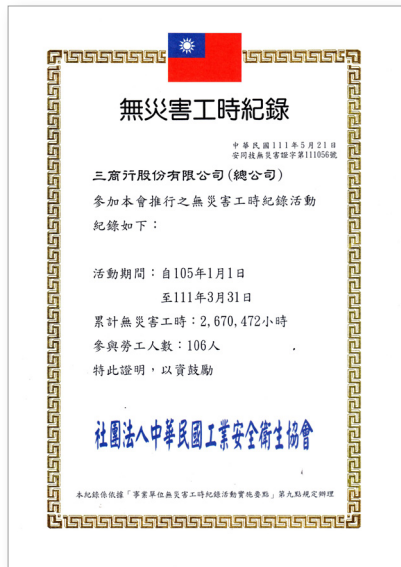 無災害工時紀錄
中華民國111年5月21日
安同技無災害證字第111056號
三商行股份有限公司(總公司)
參加本會推行之無災害工時紀錄活動
紀錄如下：
活動期間：自105年1月1日
至111年3月31日
累計無災害工時：2,670,472小時
參與勞工人數：106人
特此證明，以資鼓勵
社團法人中華民國工業安全衛生協會
本紀錄係依據「事業單位無災害工時紀錄活動實施要點」第九點規定辦理